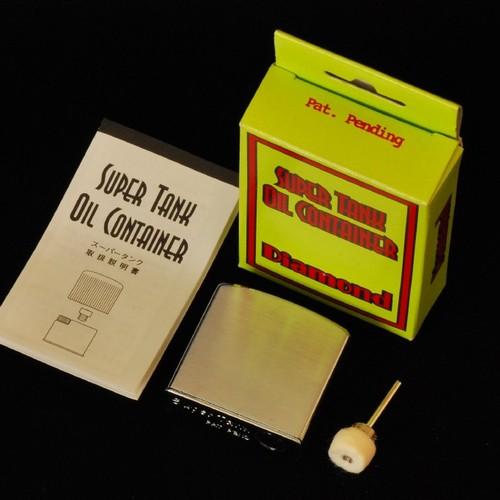 SUPER TANK
OIL CONTAINER
スーパータンク
取扱説明書
Pat. Pending
SUPER TANK
OIL CONTAINER
Diamond